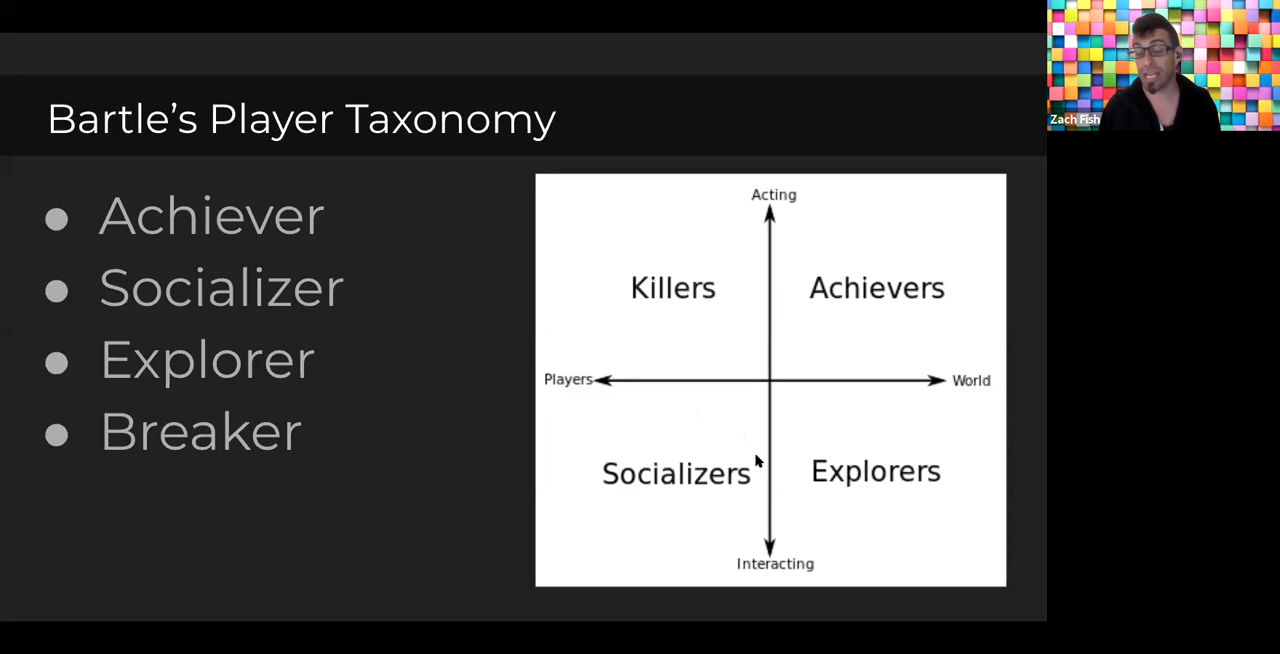 Bartle’s Player Taxonomy
Achiever
Socializer
Explorer
Breaker
Acting
Killers
Achievers
Players
World
Socializers
Explorers
Interacting
Zach Fish